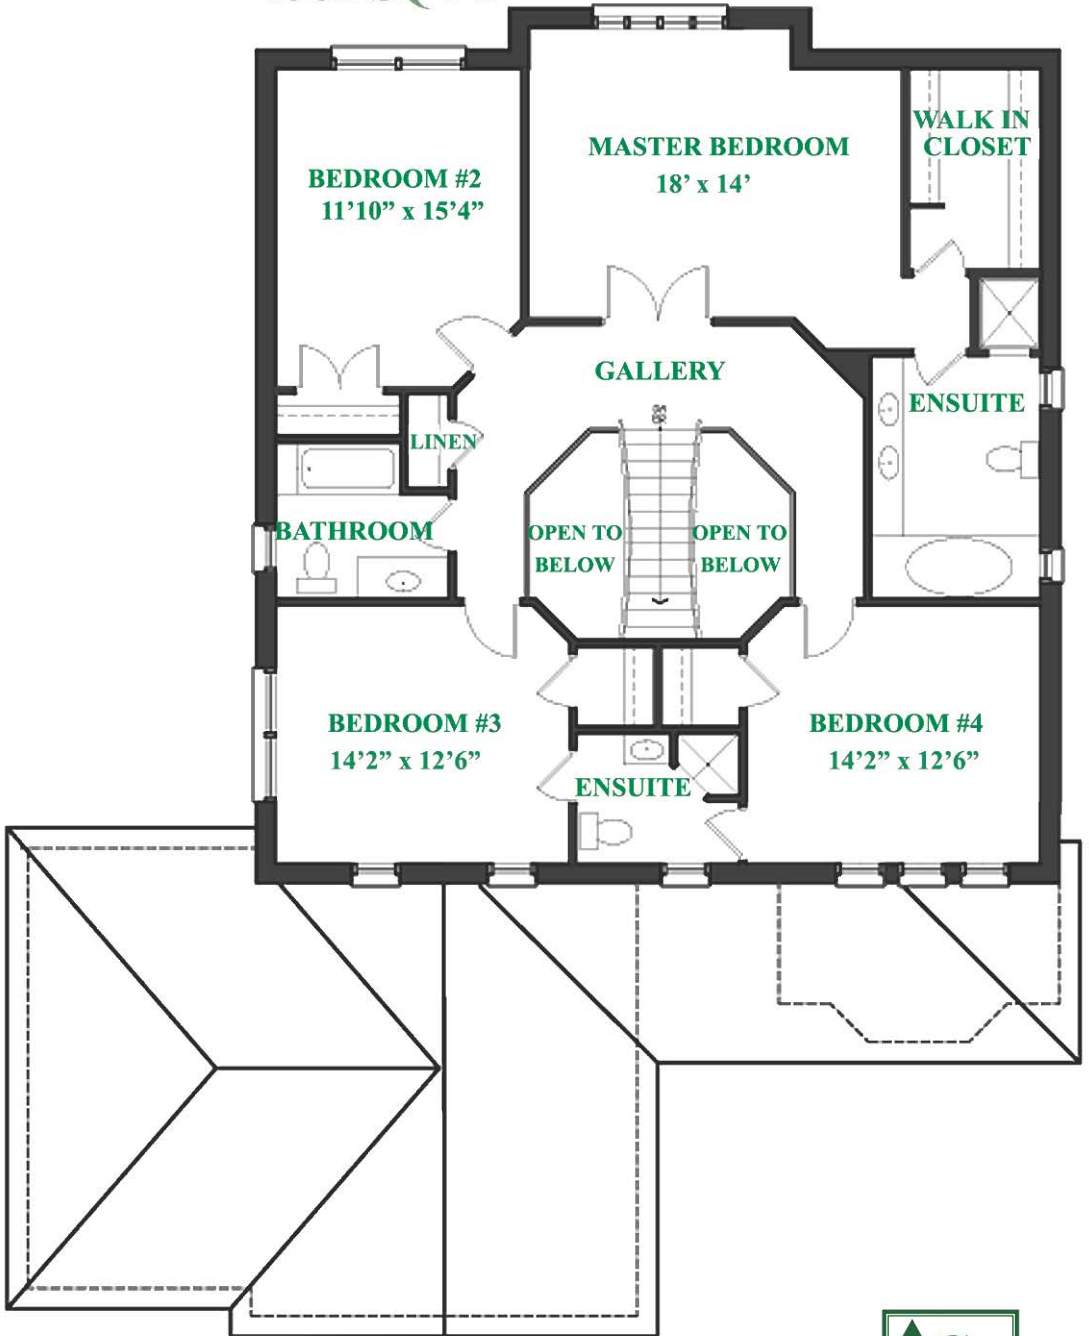 WALK IN
CLOSET
MASTER BEDROOM
18’ x 14’
BEDROOM #2
11’10” x 15’4”
GALLERY
ENSUITE
LINEN
BATHROOM
OPEN TO
BELOW
OPEN TO
BELOW
BEDROOM #3
14’2” x 12’6”
BEDROOM #4
14’2” x 12’6”
ENSUITE